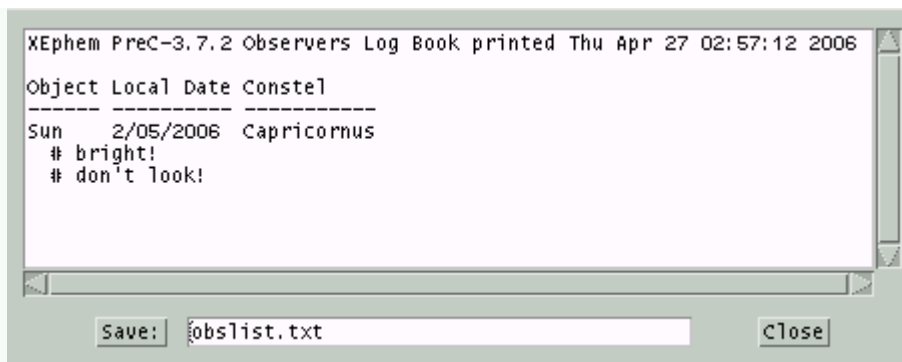 XEphem PreC-3.7.2 Observers Log Book printed Thu Apr 27 02:57:12 2006
Object Local Date Constel
------ ---------- -----------
Sun    2/05/2006  Capricornus
  # bright!
  # don't look!
Save: obslist.txt Close